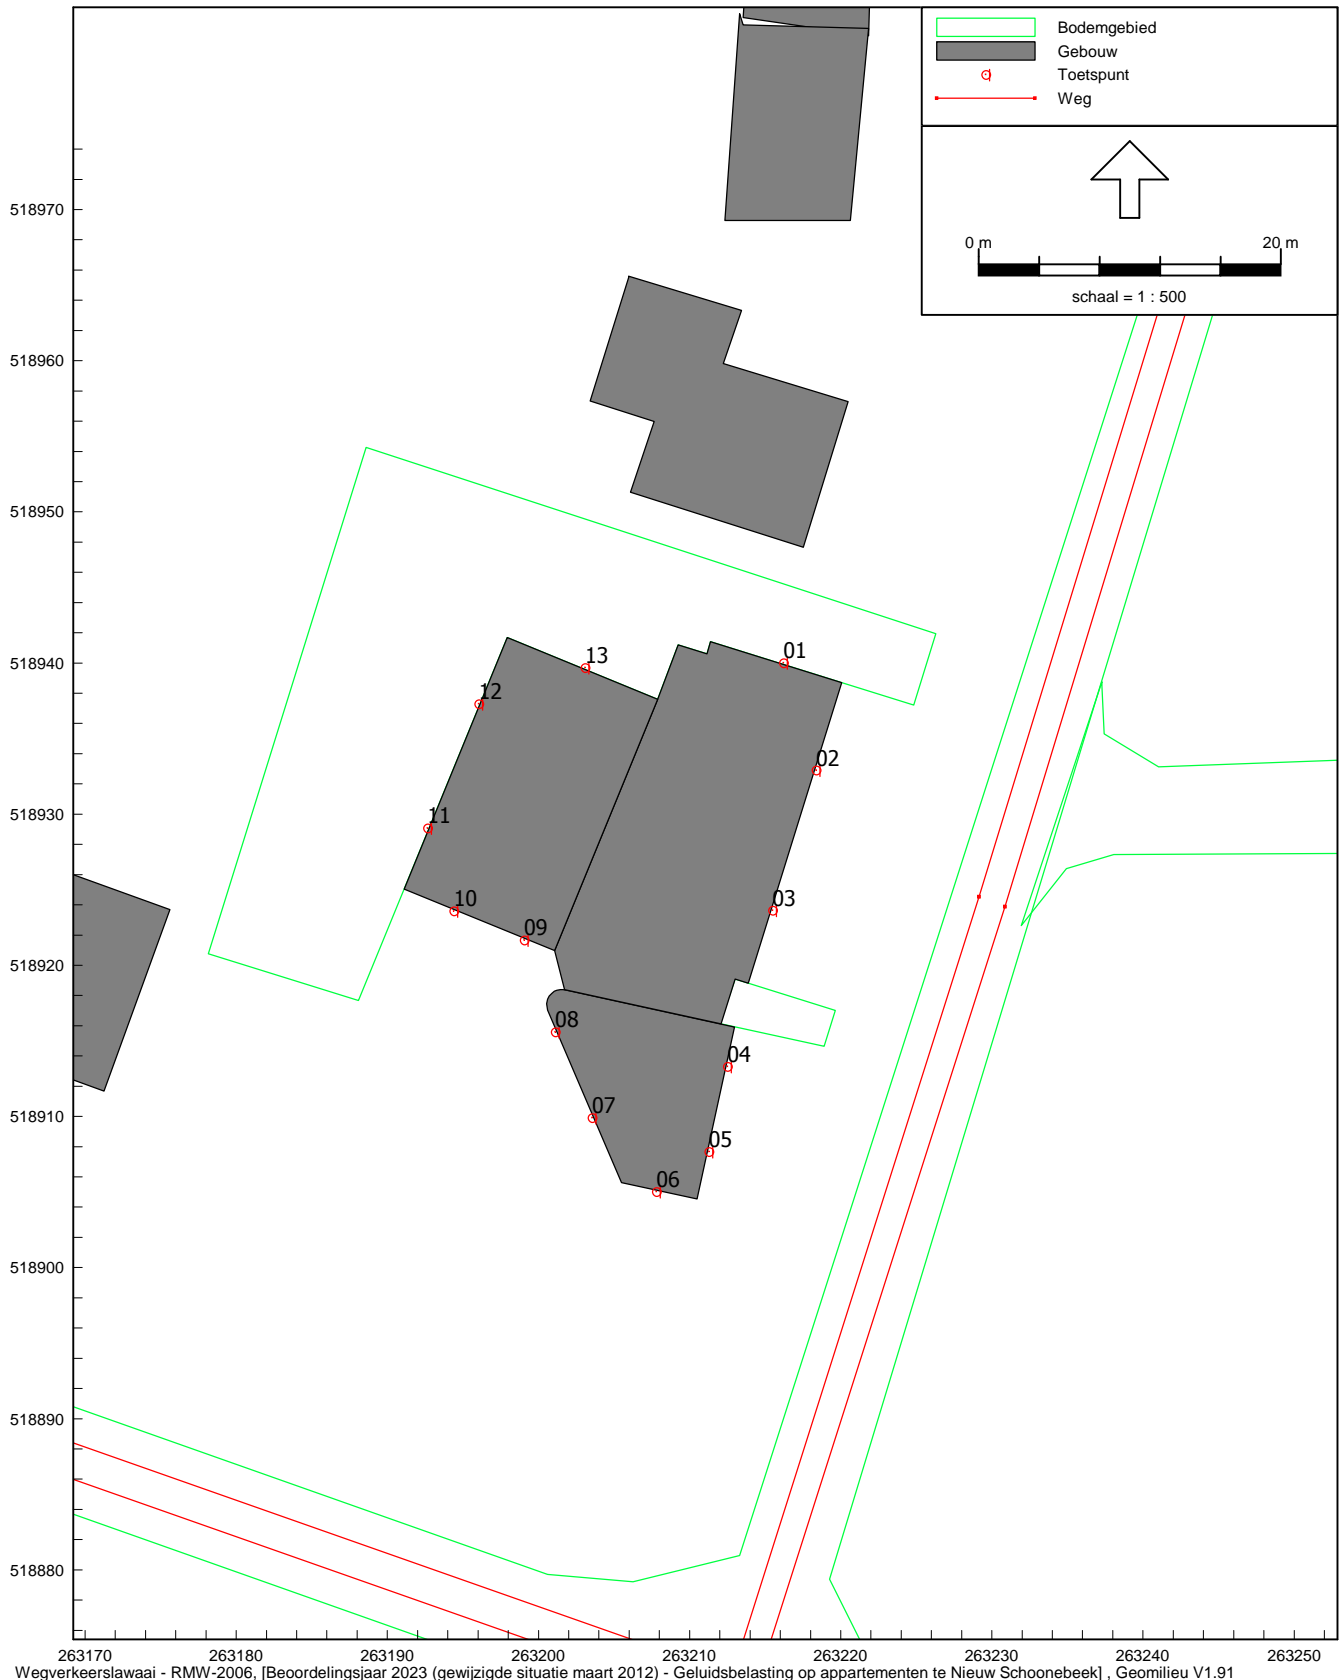 Bodemgebied
Gebouw
Toetspunt
Weg
0 m 20 m
schaal = 1 : 500
518970
518960
518950
518940
518930
518920
518910
518900
518890
518880
01
13
12
02
11
10
03
09
08
04
07
05
06
263170 263180 263190 263200 263210 263220 263230 263240 263250
Wegverkeerslawaai - RMW-2006, [Beoordelingsjaar 2023 (gewijzigde situatie maart 2012) - Geluidsbelasting op appartementen te Nieuw Schoonebeek] , Geomilieu V1.91